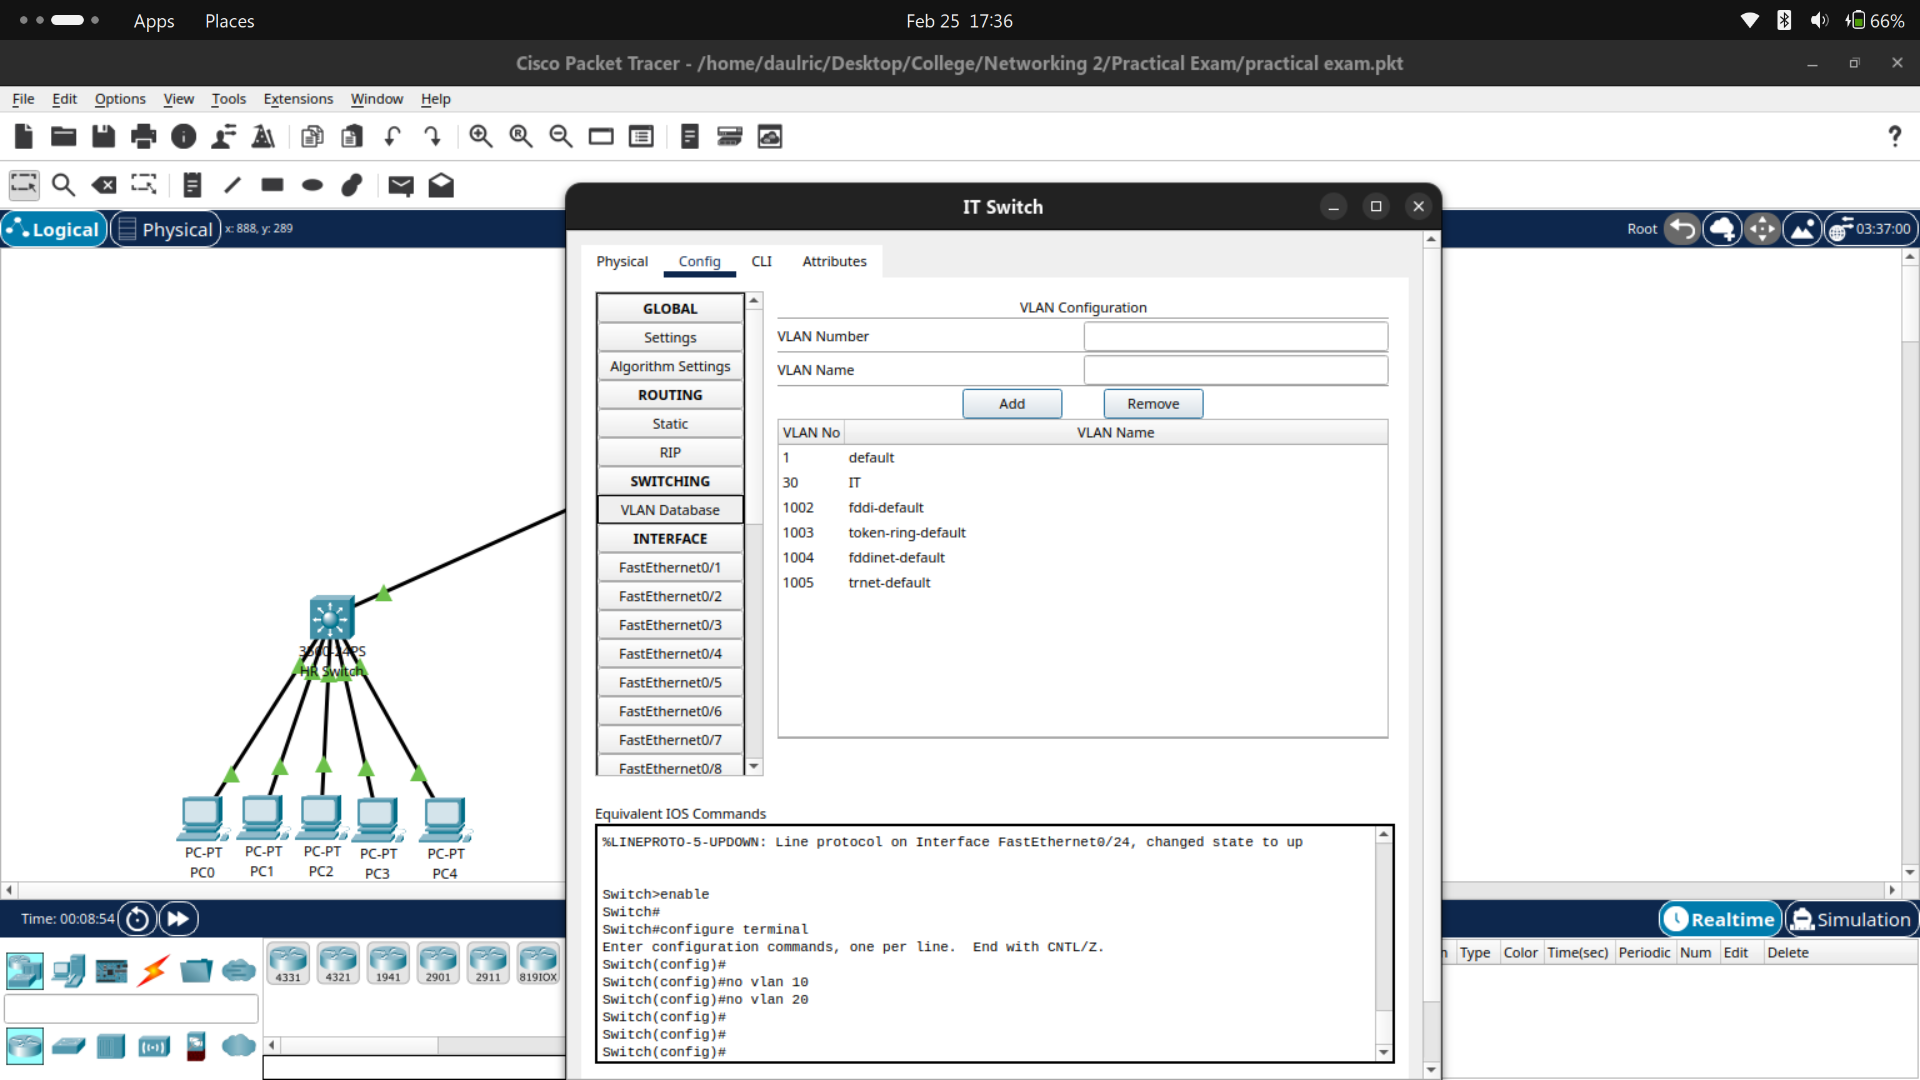 Apps Places Feb 25 17:36 66%
Cisco Packet Tracer - /home/daulric/Desktop/College/Networking 2/Practical Exam/practical exam.pkt
File Edit Options View Tools Extensions Window Help
IT Switch
Logical Physical x: 888, y: 289 Root 03:37:00
Physical Config CLI Attributes
GLOBAL
Settings
Algorithm Settings
ROUTING
Static
RIP
SWITCHING
VLAN Database
INTERFACE
FastEthernet0/1
FastEthernet0/2
FastEthernet0/3
FastEthernet0/4
FastEthernet0/5
FastEthernet0/6
FastEthernet0/7
FastEthernet0/8
VLAN Configuration
VLAN Number
VLAN Name
Add Remove
VLAN No VLAN Name
1 default
30 IT
1002 fddi-default
1003 token-ring-default
1004 fddinet-default
1005 trnet-default
3560-24PS
HR Switch
PC-PT PC-PT PC-PT PC-PT PC-PT
PC0 PC1 PC2 PC3 PC4
Equivalent IOS Commands
%LINEPROTO-5-UPDOWN: Line protocol on Interface FastEthernet0/24, changed state to up
Switch>enable
Switch#
Switch#configure terminal
Enter configuration commands, one per line. End with CNTL/Z.
Switch(config)#
Switch(config)#no vlan 10
Switch(config)#no vlan 20
Switch(config)#
Switch(config)#
Switch(config)#
Time: 00:08:54 Realtime Simulation
4331 4321 1941 2901 2911 819IOX
Type Color Time(sec) Periodic Num Edit Delete